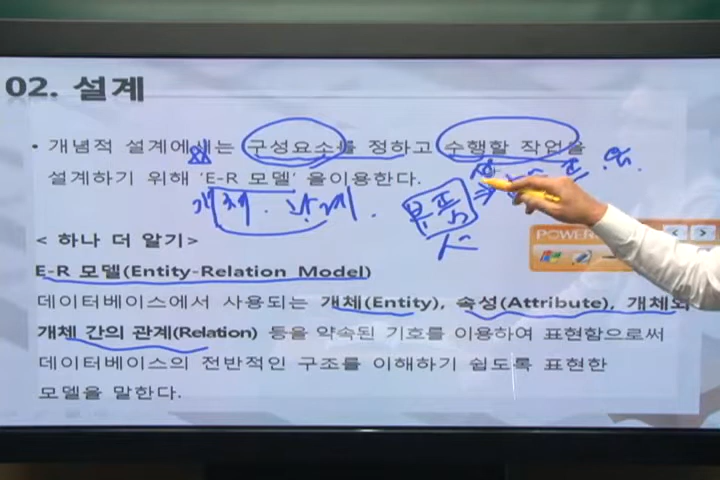 02. 설계
• 개념적 설계에서는 구성요소를 정하고 수행할 작업을
설계하기 위해 'E-R 모델' 을이용한다.
개체. 관계.
< 하나 더 알기 >
POWER
E-R 모델(Entity-Relation Model)
데이터베이스에서 사용되는 개체(Entity), 속성(Attribute), 개체와
개체 간의 관계(Relation) 등을 약속된 기호를 이용하여 표현함으로써
데이터베이스의 전반적인 구조를 이해하기 쉽도록 표현한
모델을 말한다.